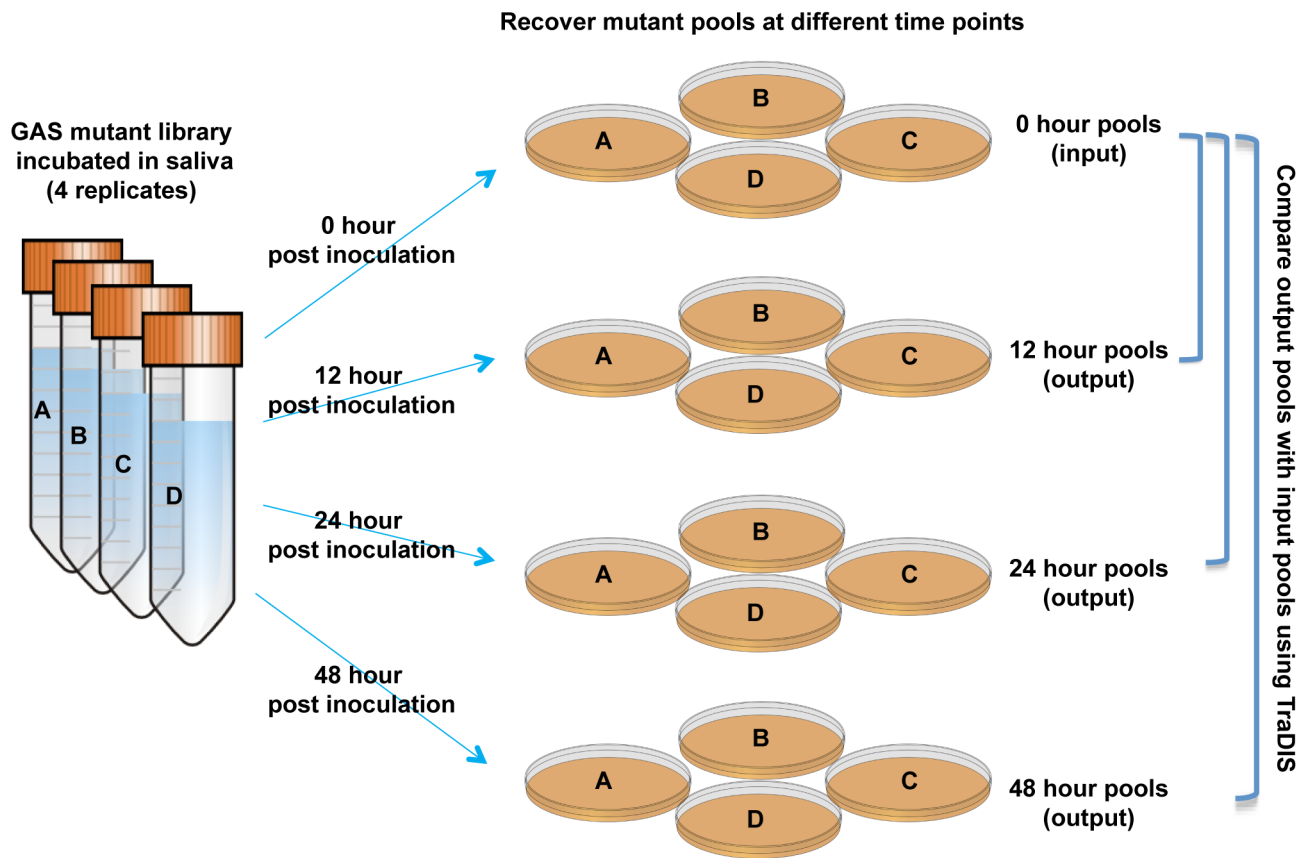 Recover mutant pools at different time points
GAS mutant library
incubated in saliva
(4 replicates)
A
B
C
D
0 hour
post inoculation
12 hour
post inoculation
24 hour
post inoculation
48 hour
post inoculation
B
A
C
D
0 hour pools
(input)
B
A
C
D
12 hour pools
(output)
B
A
C
D
24 hour pools
(output)
B
A
C
D
48 hour pools
(output)
Compare output pools with input pools using TraDIS